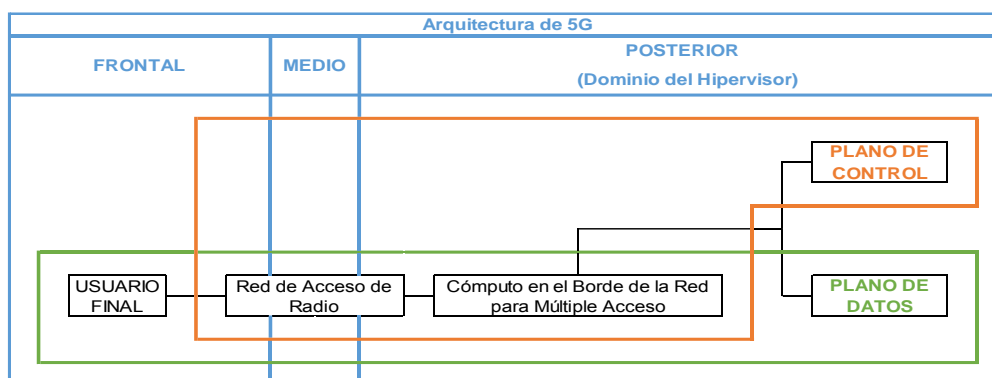 Arquitectura de 5G
FRONTAL
MEDIO
POSTERIOR
(Dominio del Hipervisor)
PLANO DE
CONTROL
USUARIO
FINAL
Red de Acceso de
Radio
Cómputo en el Borde de la Red
para Múltiple Acceso
PLANO DE
DATOS